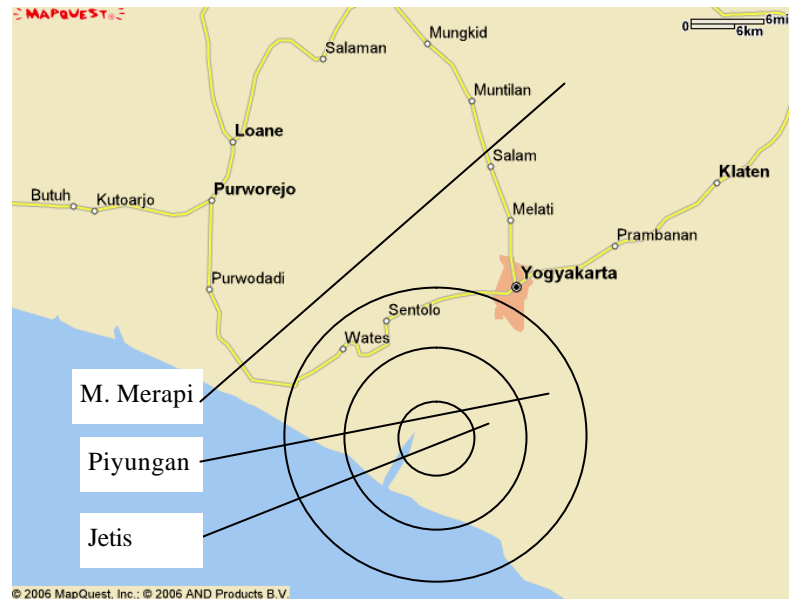 MAPQUEST
0 6mi
6km
Mungkid
Salaman
Muntilan
Loane
Salam
Klaten
Butuh
Kutoarjo
Purworejo
Melati
Prambanan
Purwodadi
Yogyakarta
Sentolo
Wates
M. Merapi
Piyungan
Jetis
© 2006 MapQuest, Inc.; © 2006 AND Products B.V.